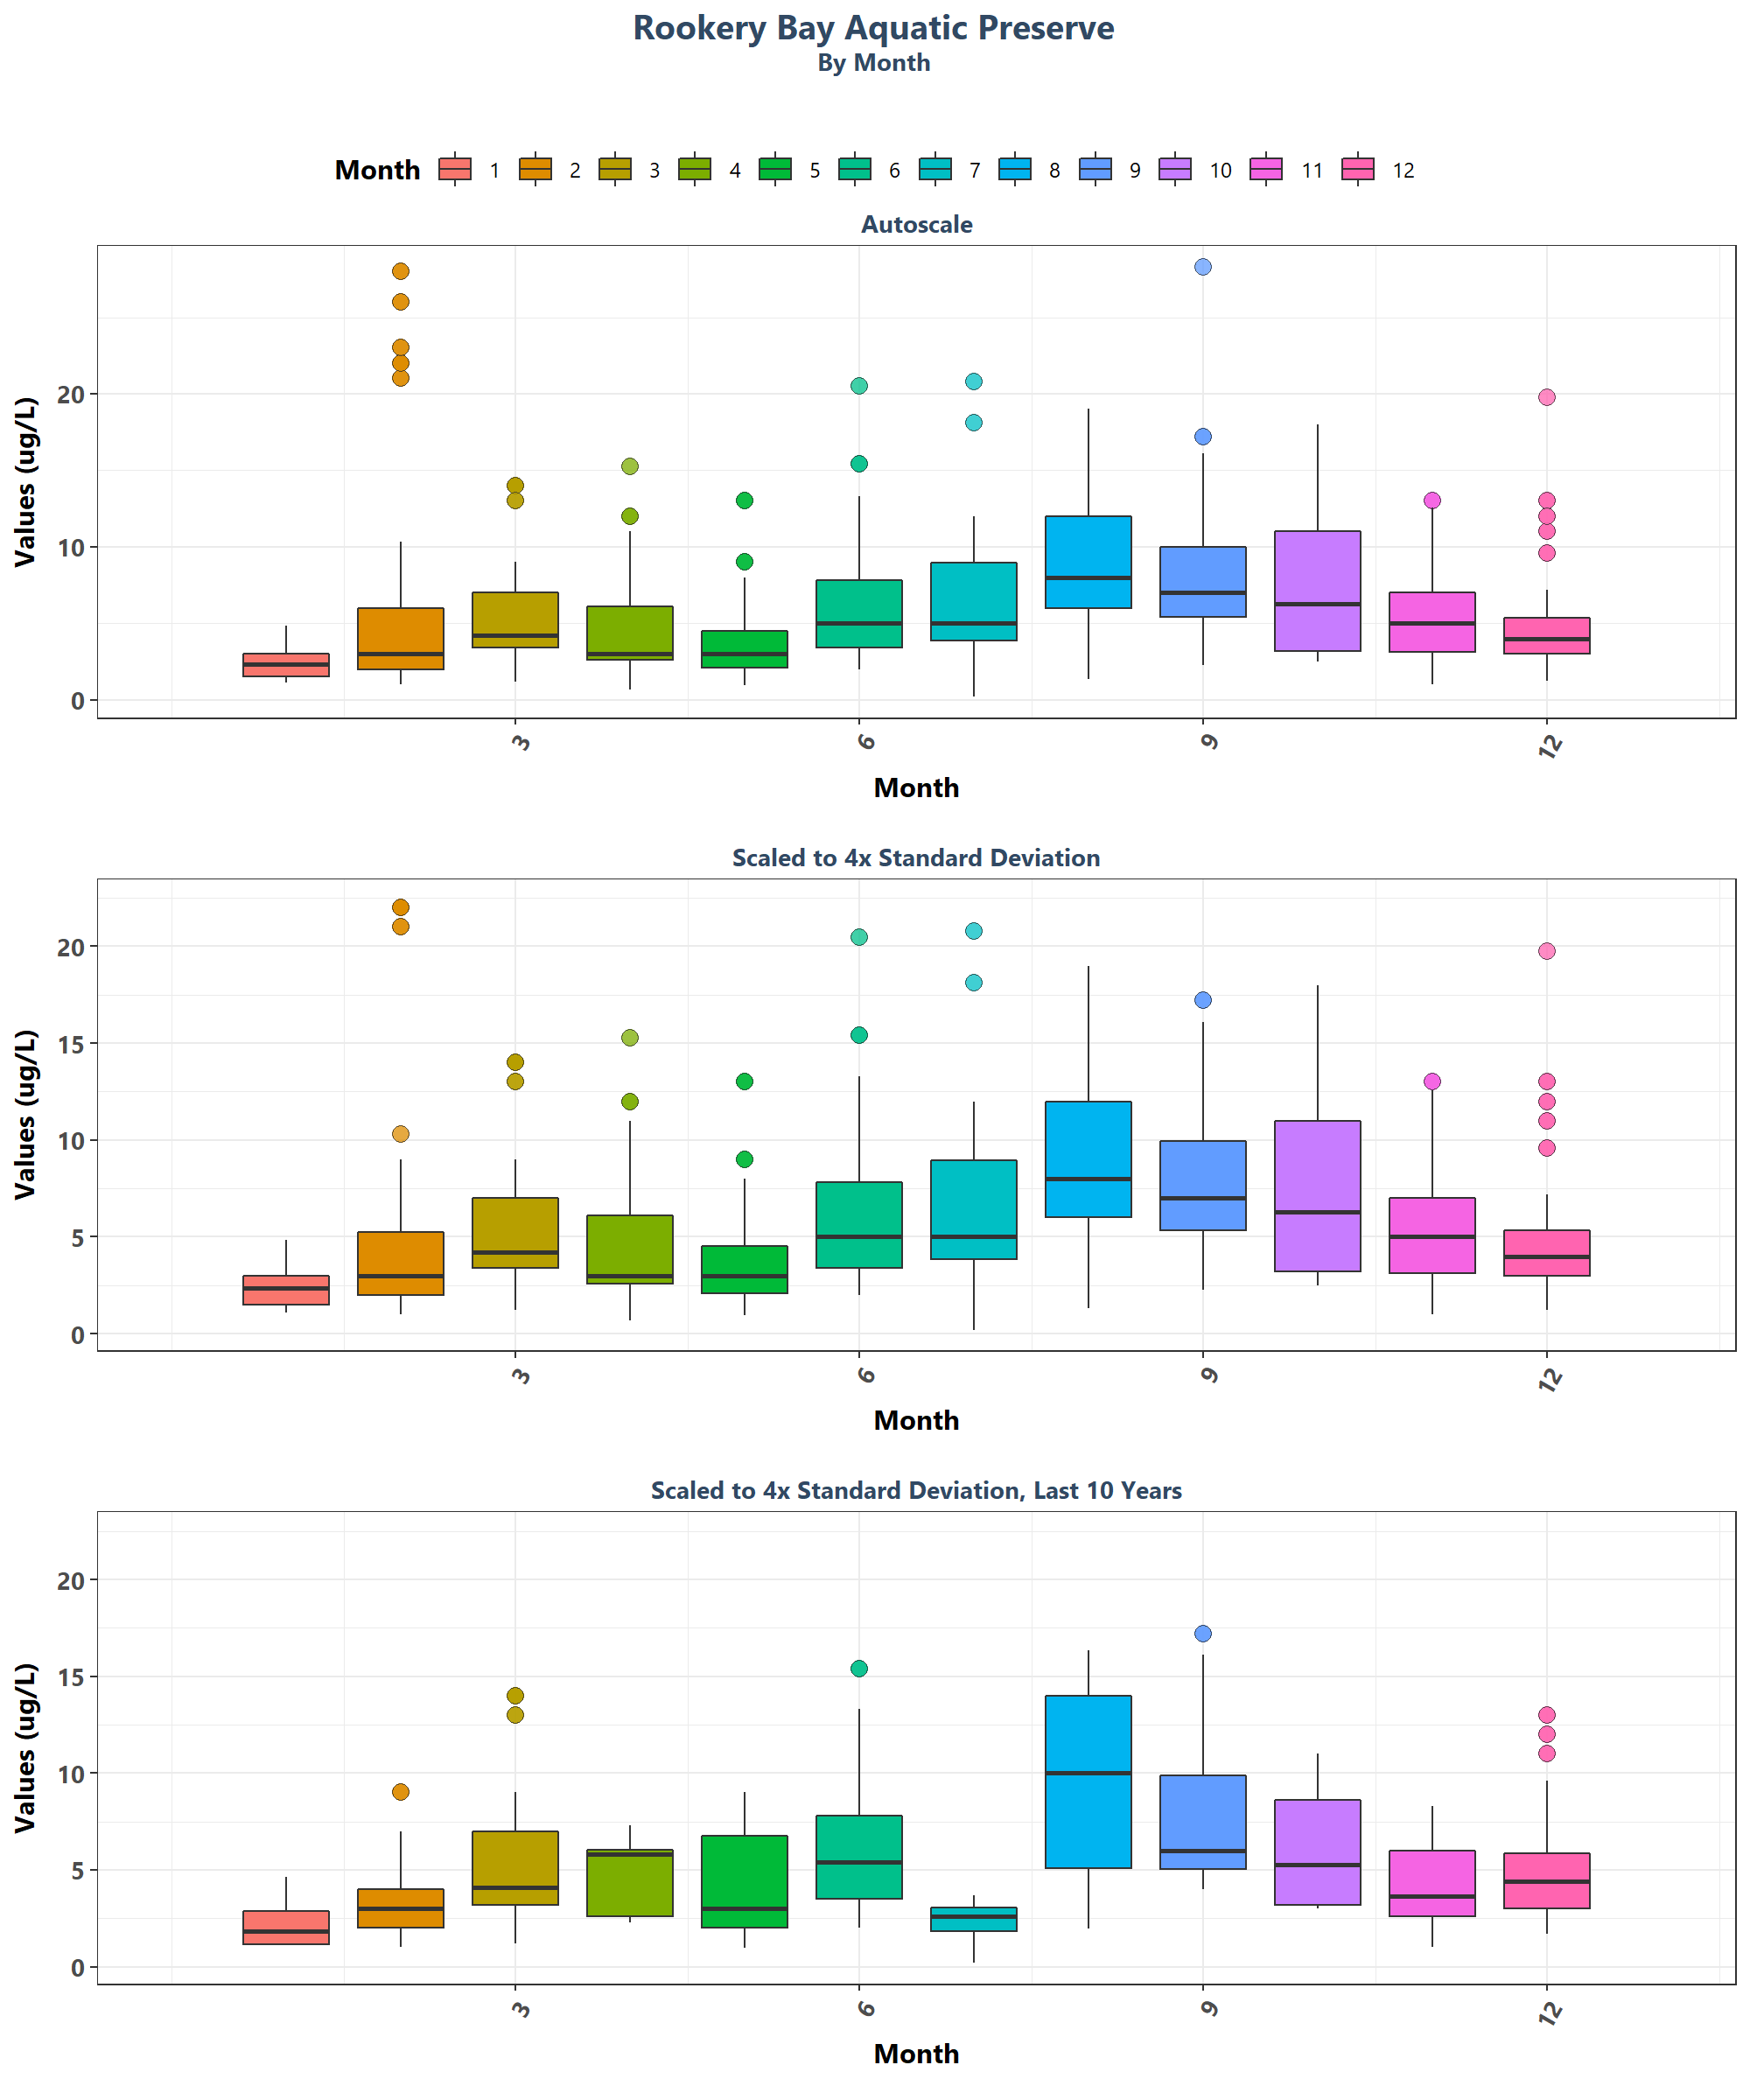 Rookery Bay Aquatic Preserve
By Month
Month 1 2 3 4 5 6 7 8 9 10 11 12
Autoscale
Values (ug/L)
20
10
0
3 6 9 12
Month
Scaled to 4x Standard Deviation
Values (ug/L)
20
15
10
5
0
3 6 9 12
Month
Scaled to 4x Standard Deviation, Last 10 Years
Values (ug/L)
20
15
10
5
0
3 6 9 12
Month